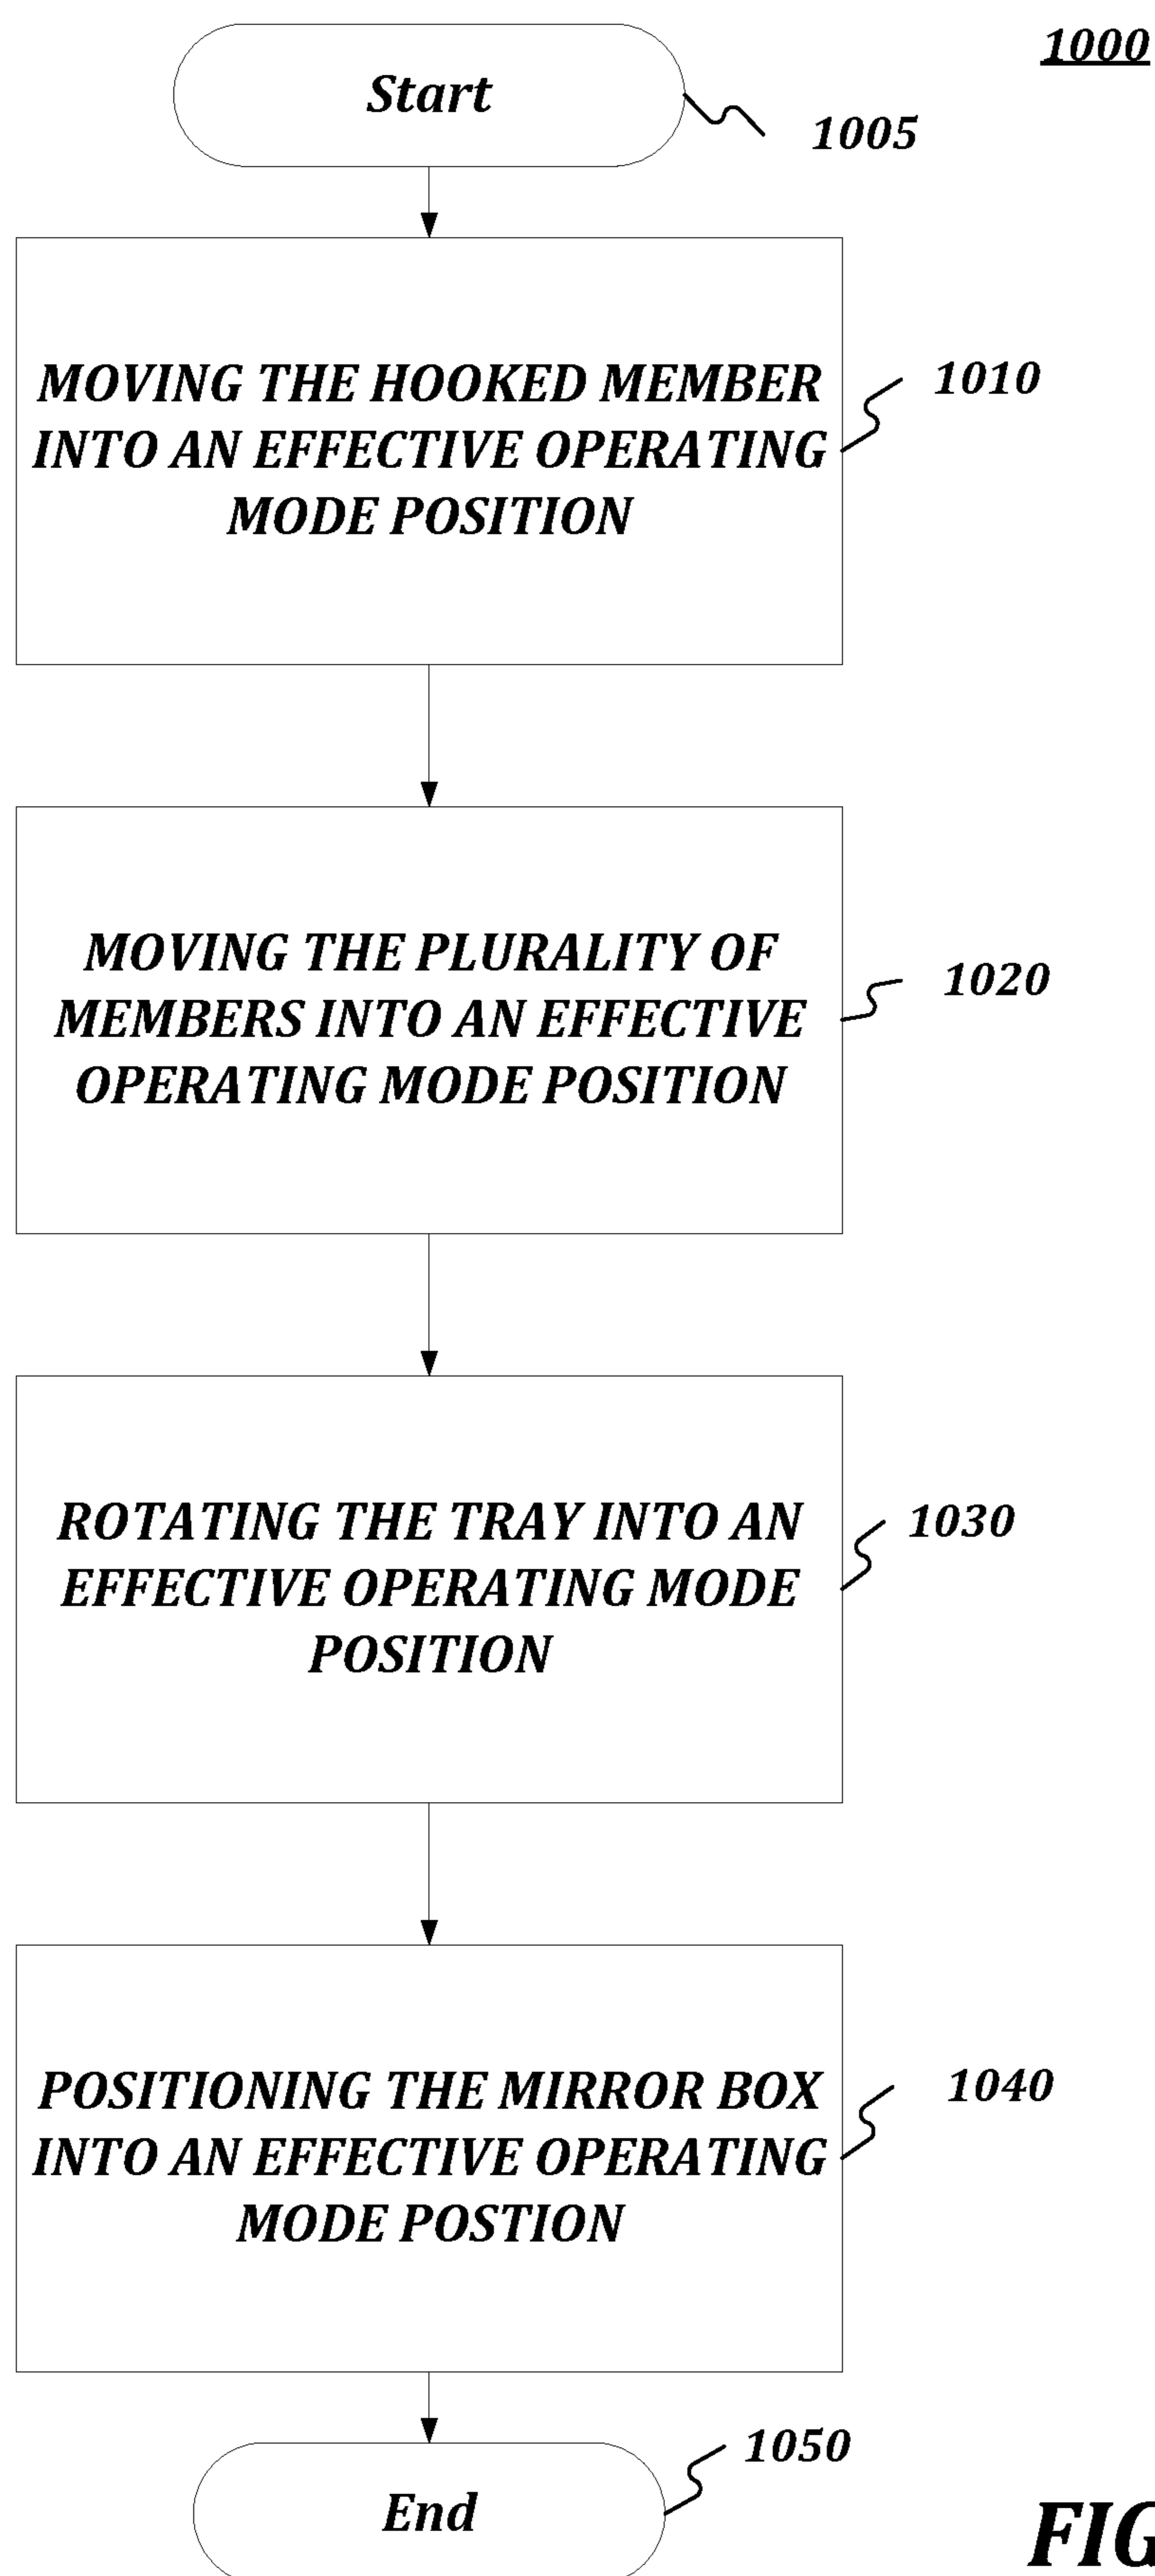 1000
Start
1005
MOVING THE HOOKED MEMBER
INTO AN EFFECTIVE OPERATING
MODE POSITION
1010
MOVING THE PLURALITY OF
MEMBERS INTO AN EFFECTIVE
OPERATING MODE POSITION
1020
ROTATING THE TRAY INTO AN
EFFECTIVE OPERATING MODE
POSITION
1030
POSITIONING THE MIRROR BOX
INTO AN EFFECTIVE OPERATING
MODE POSTION
1040
End
1050
FIG